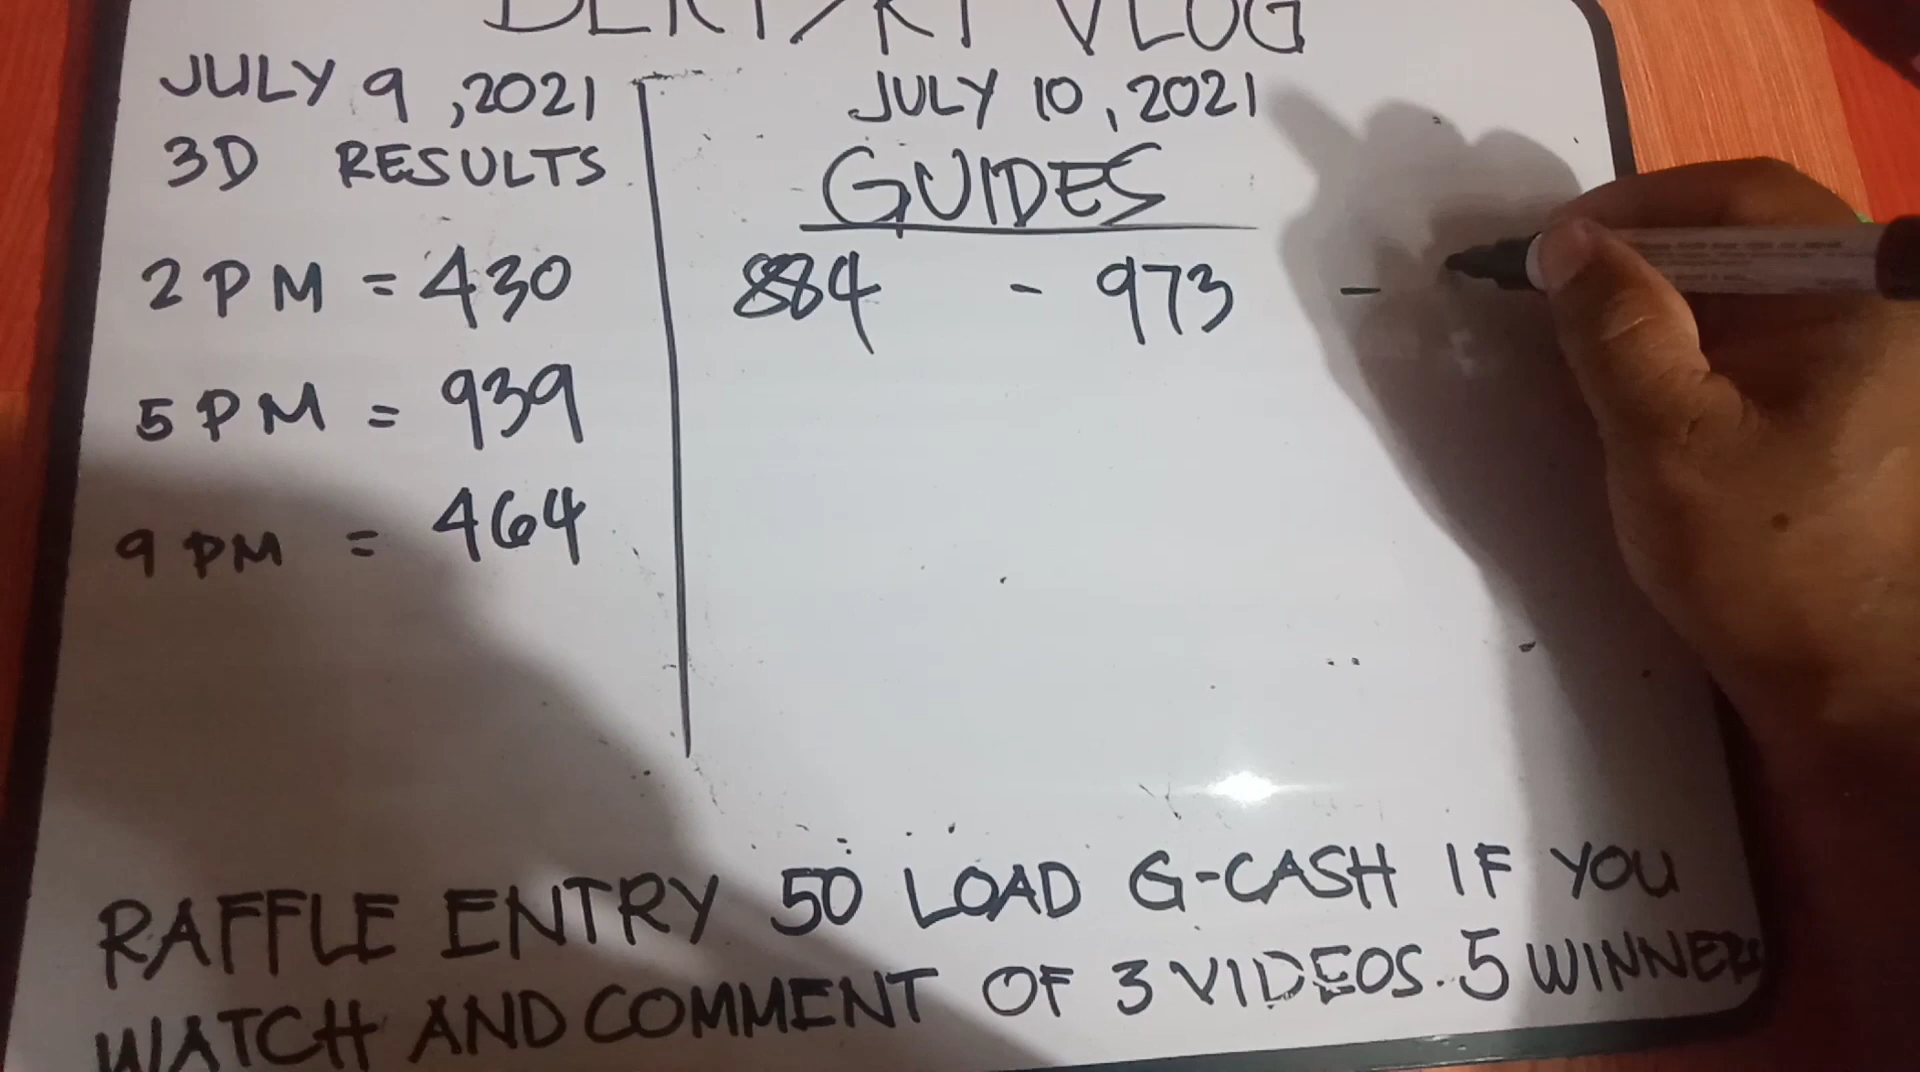 VLOG
JULY 9, 2021
3D RESULTS
2 PM = 430
5 PM = 939
9 PM = 464
JULY 10, 2021
GUIDES
884 - 973 -
RAFFLE ENTRY 50 LOAD G-CASH IF YOU
WATCH AND COMMENT OF 3 VIDEOS. 5 WINNERS